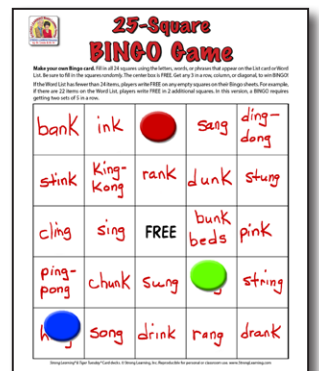 25-Square
BINGO Game
Make your own Bingo card. Fill in all 24 squares using the letters, words, or phrases that appear on the List card or Word
List. Be sure to fill in the squares randomly. The center box is FREE. Get any 5 in a row, column, or diagonal, to win BINGO!
If the Word List has fewer than 24 items, players write FREE on any empty squares on their Bingo sheets. For example,
if there are 22 items on the Word List, players write FREE in 2 additional squares. In this version, a BINGO requires
getting two sets of 5 in a row.
bank ink sang ding-
dong
stink King-
Kong rank dunk stung
cling sing FREE bunk
beds pink
ping-
pong chunk sung string
song drink rang drank